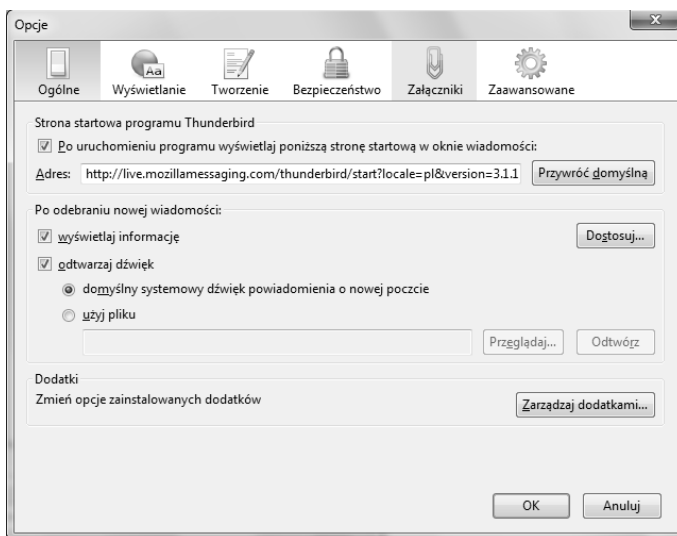 Opcje
x
Ogólne Wyświetlanie Tworzenie Bezpieczeństwo Załączniki Zaawansowane
Strona startowa programu Thunderbird
Po uruchomieniu programu wyświetlaj poniższą stronę startową w oknie wiadomości:
Adres: http://live.mozillamessaging.com/thunderbird/start?locale=pl&version=3.1.1 Przywróć domyślną
Po odebraniu nowej wiadomości:
wyświetlaj informację Dostosuj...
odtwarzaj dźwięk
domyślny systemowy dźwięk powiadomienia o nowej poczcie
użyj pliku
Przeglądaj... Odtwórz
Dodatki
Zmień opcje zainstalowanych dodatków Zarządzaj dodatkami...
OK Anuluj